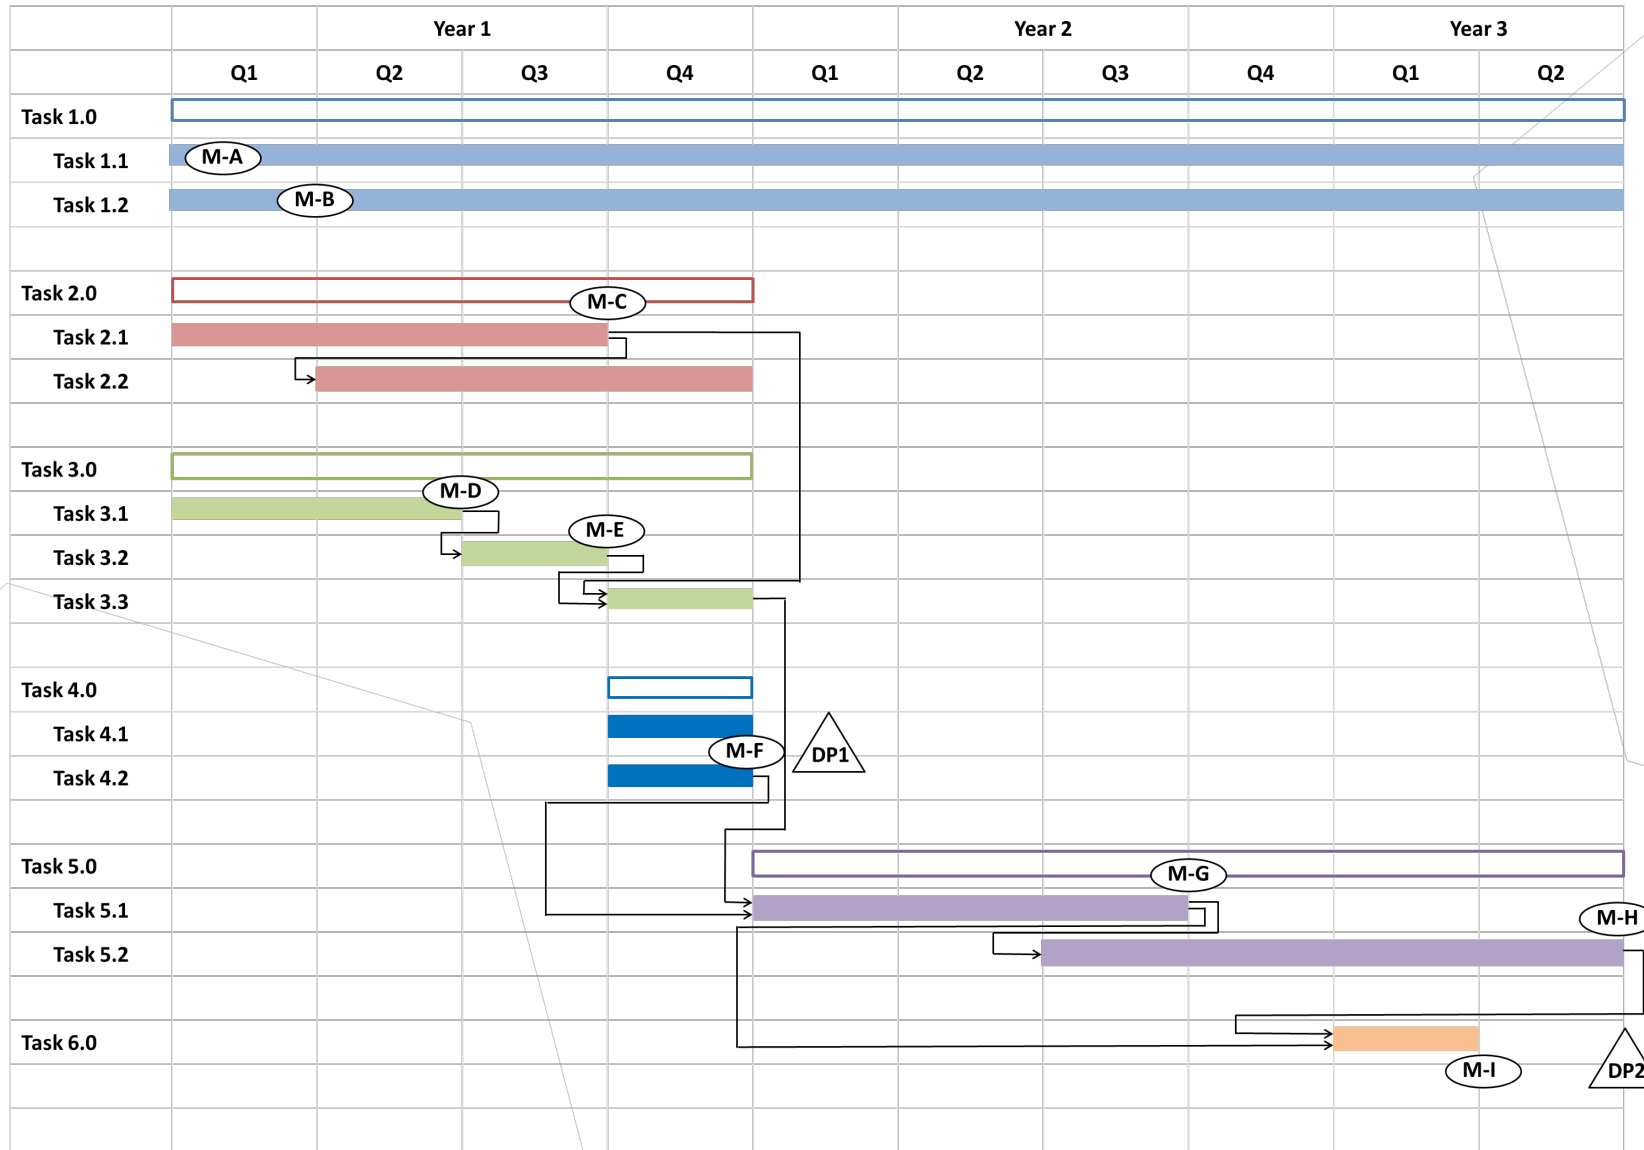 Year 1 Year 2 Year 3
Q1 Q2 Q3 Q4 Q1 Q2 Q3 Q4 Q1 Q2
Task 1.0
Task 1.1 M-A
Task 1.2 M-B
Task 2.0
M-C
Task 2.1
Task 2.2
Task 3.0
M-D
Task 3.1
M-E
Task 3.2
Task 3.3
Task 4.0
Task 4.1
M-F DP1
Task 4.2
Task 5.0
M-G
Task 5.1 M-H
Task 5.2
Task 6.0
M-I DP2